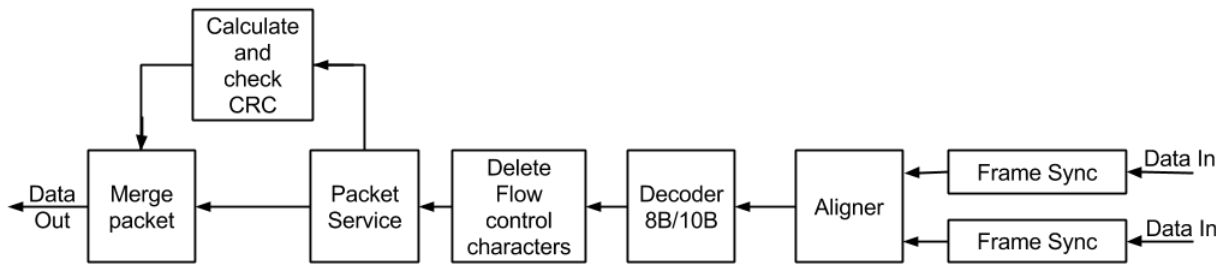 Calculate
and
check
CRC
Data
Out
Merge
packet
Packet
Service
Delete
Flow
control
characters
Decoder
8B/10B
Aligner
Frame Sync
Data In
Frame Sync
Data In